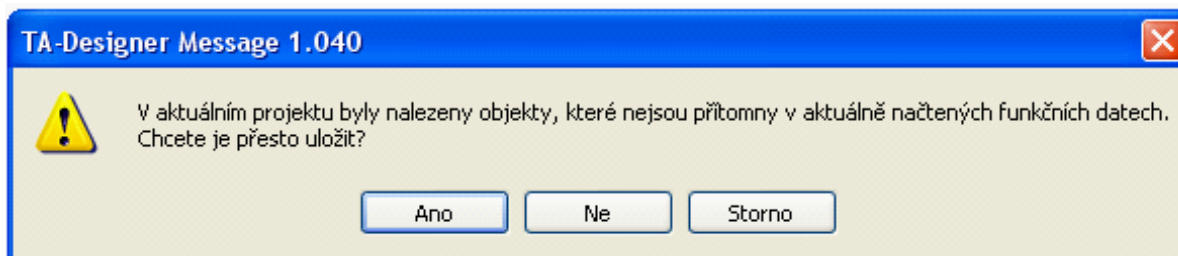 TA-Designer Message 1.040
V aktuálním projektu byly nalezeny objekty, které nejsou přítomny v aktuálně načtených funkčních datech.
Chcete je přesto uložit?
Ano Ne Storno